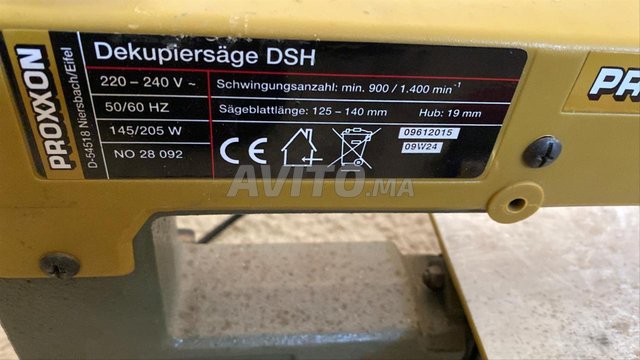 PROXXON
D-54518 Niersbach/Eifel
Dekupiersäge DSH
220 – 240 V ~
50/60 HZ
145/205 W
NO 28 092
Schwingungsanzahl: min. 900 / 1.400 min⁻¹
Sägeblattlänge: 125 – 140 mm Hub: 19 mm
CE
09612015
09W24
AVITO.MA
PR